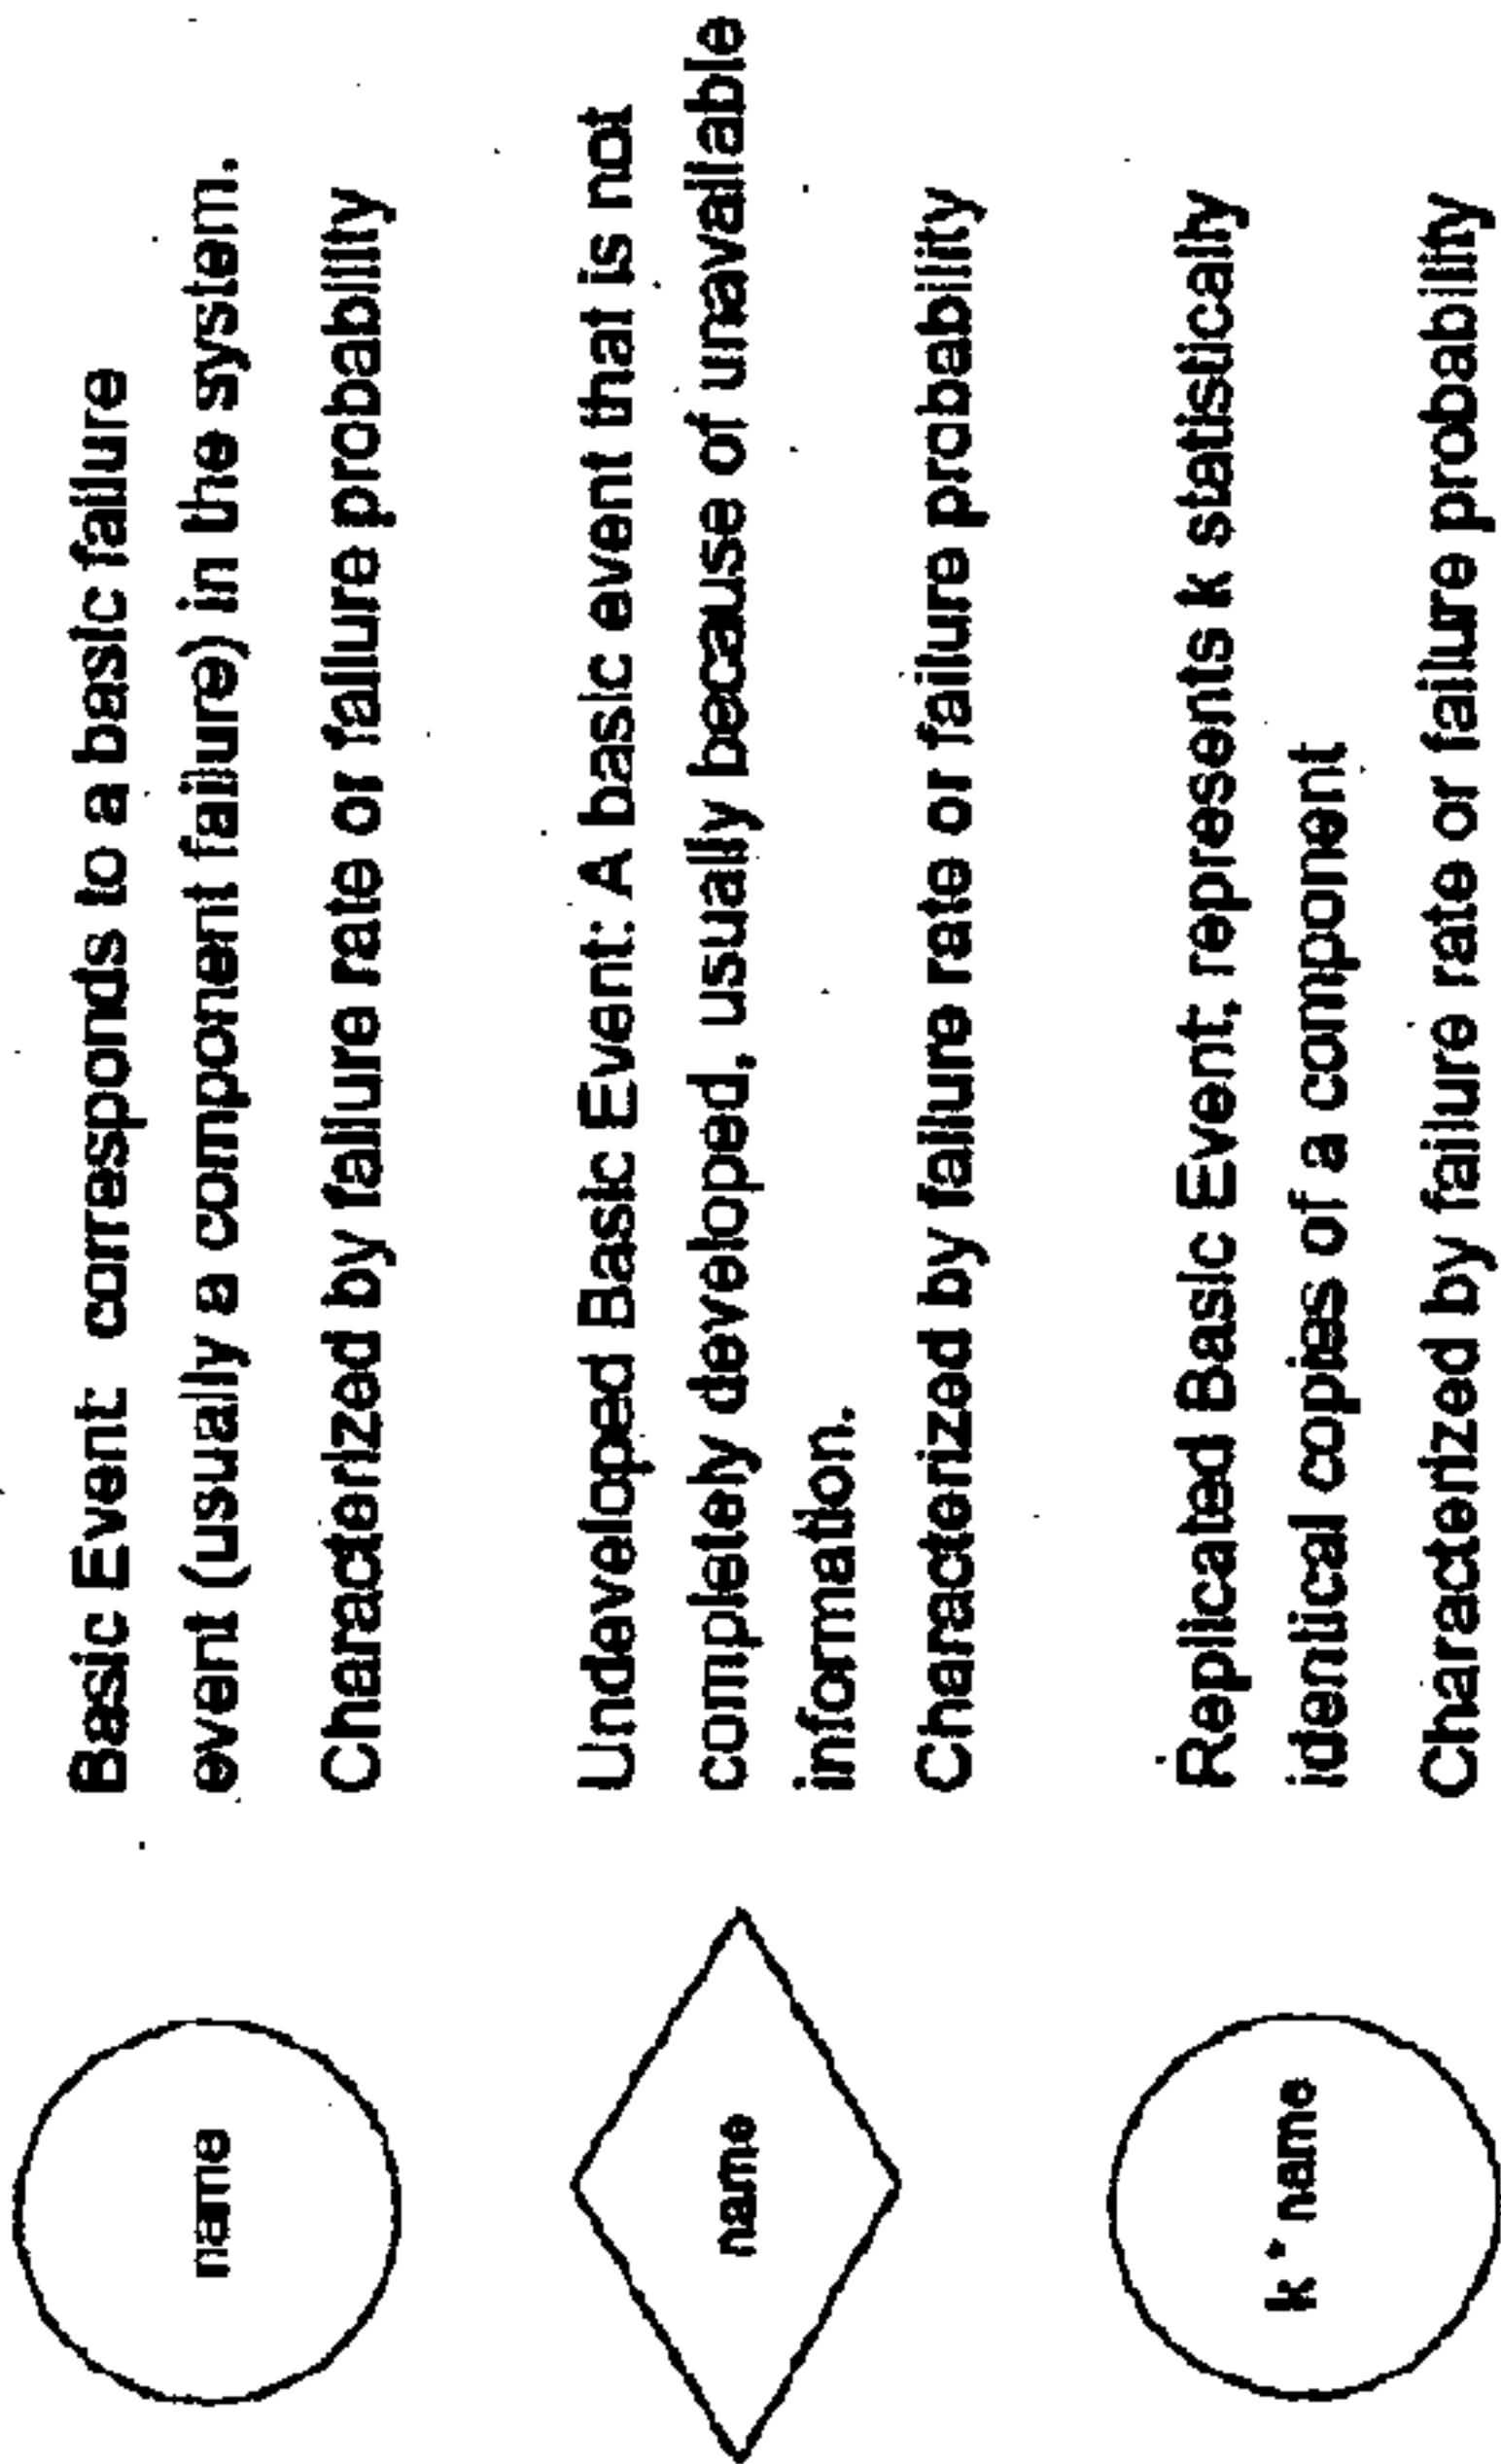 name
Basic Event corresponds to a basic failure
event (usually a component failure) in the system.
Characterized by failure rate or failure probability
name
Undeveloped Basic Event: A basic event that is not
completely developed, usually because of unavailable
information.
Characterized by failure rate or failure probability
k * name
Replicated Basic Event, represents k statistically
identical copies of a component
Characterized by failure rate or failure probability